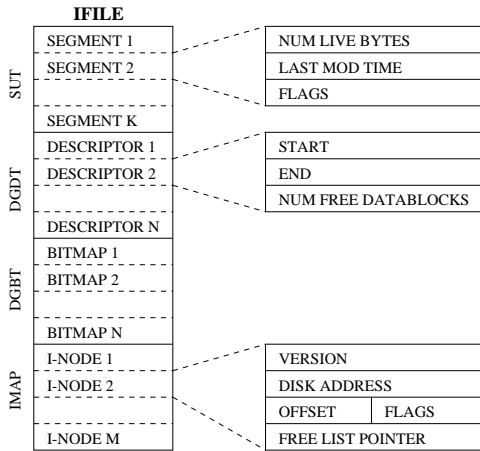 IFILE
SUT
SEGMENT 1
SEGMENT 2
SEGMENT K
NUM LIVE BYTES
LAST MOD TIME
FLAGS
DGDT
DESCRIPTOR 1
DESCRIPTOR 2
DESCRIPTOR N
START
END
NUM FREE DATABLOCKS
DGBT
BITMAP 1
BITMAP 2
BITMAP N
IMAP
I-NODE 1
I-NODE 2
I-NODE M
VERSION
DISK ADDRESS
OFFSET FLAGS
FREE LIST POINTER